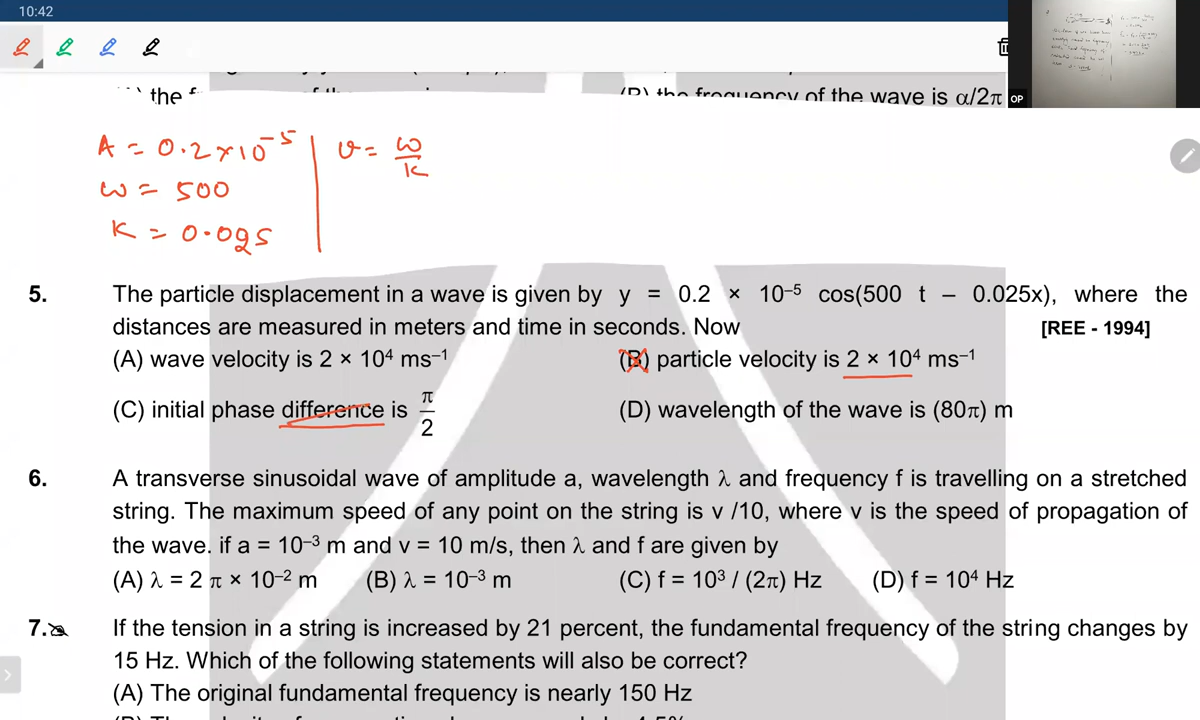 10:42
the
(B) the frequency of the wave is α/2π
OP
A = 0.2×10⁻⁵
ω = 500
K = 0.025
v = ω/K
5. The particle displacement in a wave is given by y = 0.2 × 10⁻⁵ cos(500 t – 0.025x), where the
distances are measured in meters and time in seconds. Now [REE - 1994]
(A) wave velocity is 2 × 10⁴ ms⁻¹ (B) particle velocity is 2 × 10⁴ ms⁻¹
(C) initial phase difference is π/2 (D) wavelength of the wave is (80π) m
6. A transverse sinusoidal wave of amplitude a, wavelength λ and frequency f is travelling on a stretched
string. The maximum speed of any point on the string is v /10, where v is the speed of propagation of
the wave. if a = 10⁻³ m and v = 10 m/s, then λ and f are given by
(A) λ = 2 π × 10⁻² m (B) λ = 10⁻³ m (C) f = 10³ / (2π) Hz (D) f = 10⁴ Hz
7. If the tension in a string is increased by 21 percent, the fundamental frequency of the string changes by
15 Hz. Which of the following statements will also be correct?
(A) The original fundamental frequency is nearly 150 Hz